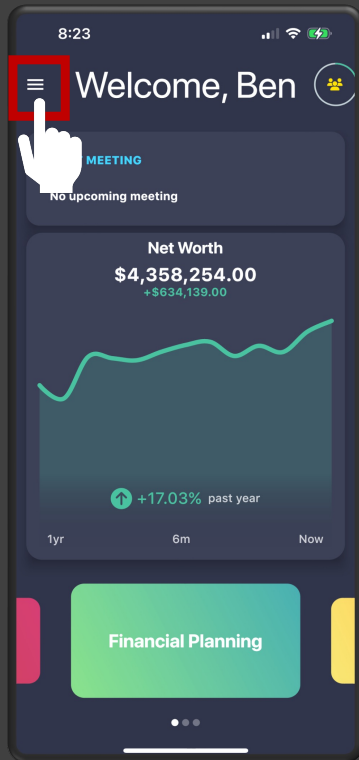 8:23
Welcome, Ben
MEETING
No upcoming meeting
Net Worth
$4,358,254.00
+$634,139.00
+17.03% past year
1yr 6m Now
Financial Planning